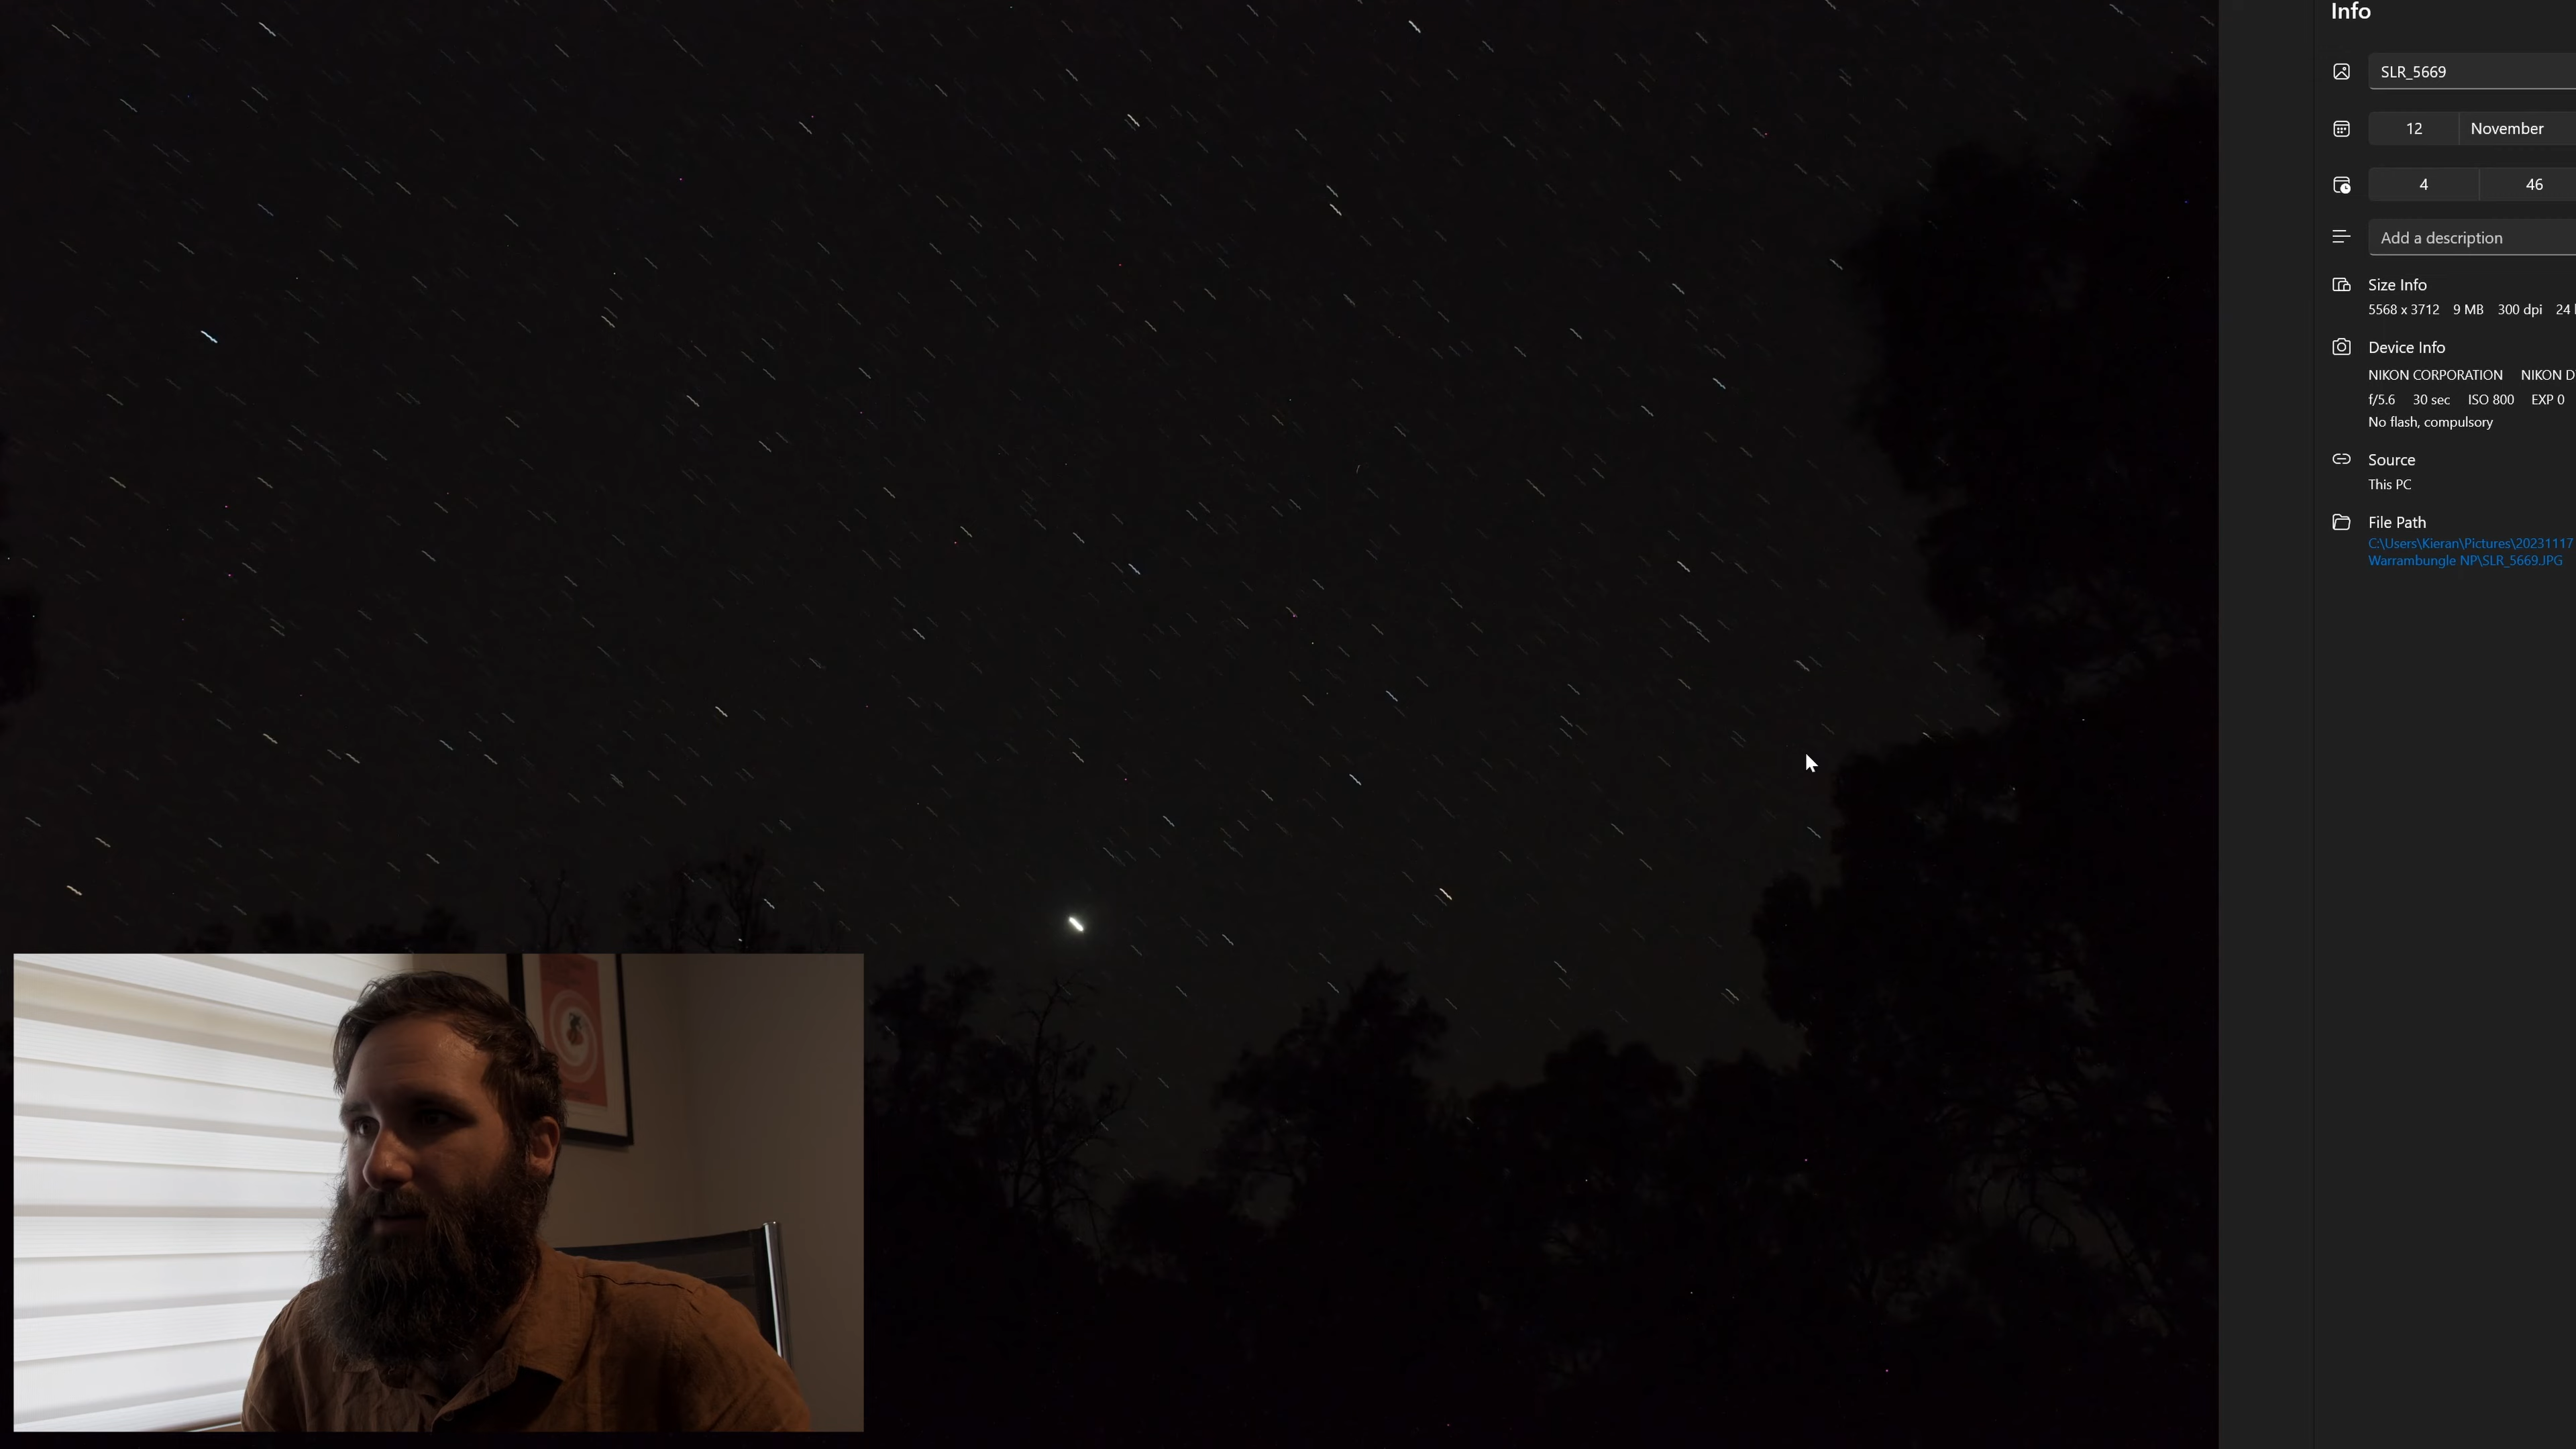 Info
SLR_5669
12 November
4 46
Add a description
Size Info
5568 x 3712 9 MB 300 dpi 24
Device Info
NIKON CORPORATION NIKON D
f/5.6 30 sec ISO 800 EXP 0
No flash, compulsory
Source
This PC
File Path
C:\Users\Kieran\Pictures\20231117
Warrambungle NP\SLR_5669.JPG